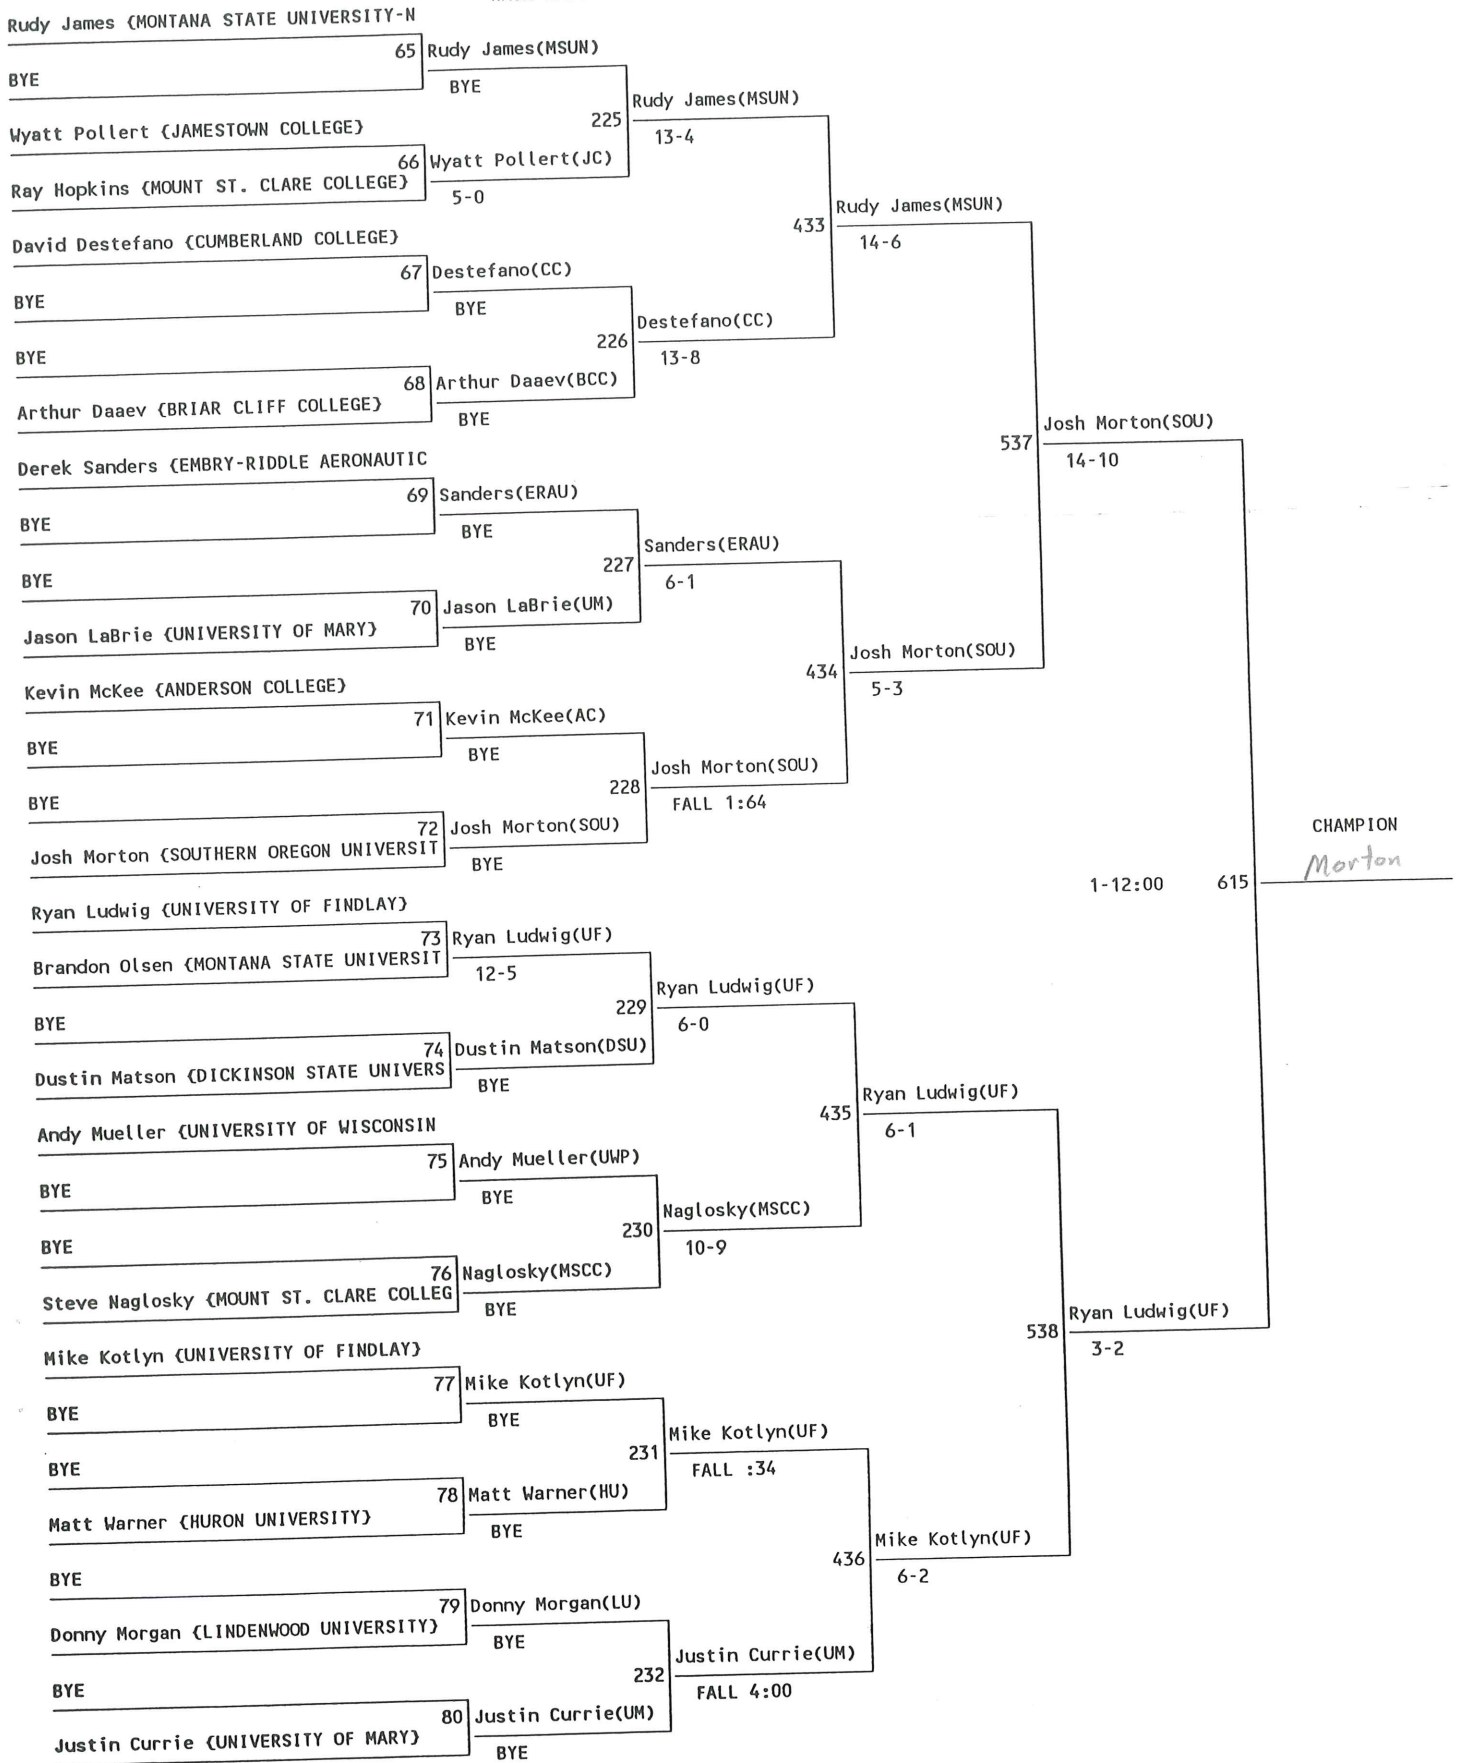 Rudy James {MONTANA STATE UNIVERSITY-N
65 Rudy James(MSUN)
BYE
BYE
Rudy James(MSUN)
225
13-4
Wyatt Pollert {JAMESTOWN COLLEGE}
66 Wyatt Pollert(JC)
Ray Hopkins {MOUNT ST. CLARE COLLEGE}
5-0
Rudy James(MSUN)
433
14-6
David Destefano {CUMBERLAND COLLEGE}
67 Destefano(CC)
BYE
BYE
Destefano(CC)
226
13-8
BYE
68 Arthur Daaev(BCC)
Arthur Daaev {BRIAR CLIFF COLLEGE}
BYE
Josh Morton(SOU)
537
14-10
Derek Sanders {EMBRY-RIDDLE AERONAUTIC
69 Sanders(ERAU)
BYE
BYE
Sanders(ERAU)
227
6-1
BYE
70 Jason LaBrie(UM)
Jason LaBrie {UNIVERSITY OF MARY}
BYE
Josh Morton(SOU)
434
5-3
Kevin McKee {ANDERSON COLLEGE}
71 Kevin McKee(AC)
BYE
BYE
Josh Morton(SOU)
228
FALL 1:64
BYE
72 Josh Morton(SOU)
Josh Morton {SOUTHERN OREGON UNIVERSIT
BYE
CHAMPION
Morton
1-12:00 615
Ryan Ludwig {UNIVERSITY OF FINDLAY}
73 Ryan Ludwig(UF)
Brandon Olsen {MONTANA STATE UNIVERSIT
12-5
Ryan Ludwig(UF)
229
6-0
BYE
74 Dustin Matson(DSU)
Dustin Matson {DICKINSON STATE UNIVERS
BYE
Ryan Ludwig(UF)
435
6-1
Andy Mueller {UNIVERSITY OF WISCONSIN
75 Andy Mueller(UWP)
BYE
BYE
Naglosky(MSCC)
230
10-9
BYE
76 Naglosky(MSCC)
Steve Naglosky {MOUNT ST. CLARE COLLEG
BYE
Ryan Ludwig(UF)
538
3-2
Mike Kotlyn {UNIVERSITY OF FINDLAY}
77 Mike Kotlyn(UF)
BYE
BYE
Mike Kotlyn(UF)
231
FALL :34
BYE
78 Matt Warner(HU)
Matt Warner {HURON UNIVERSITY}
BYE
Mike Kotlyn(UF)
436
6-2
BYE
79 Donny Morgan(LU)
Donny Morgan {LINDENWOOD UNIVERSITY}
BYE
Justin Currie(UM)
232
FALL 4:00
BYE
80 Justin Currie(UM)
Justin Currie {UNIVERSITY OF MARY}
BYE